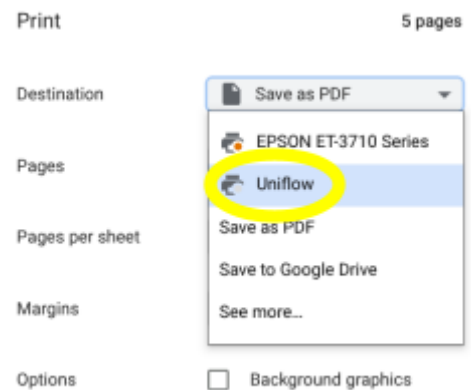 Print 5 pages
Destination Save as PDF
EPSON ET-3710 Series
Pages
Uniflow
Save as PDF
Pages per sheet
Save to Google Drive
Margins
See more...
Options Background graphics